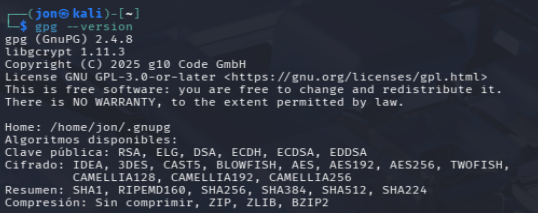 ┌──(jon㉿kali)-[~]
└─$ gpg --version
gpg (GnuPG) 2.4.8
libgcrypt 1.11.3
Copyright (C) 2025 g10 Code GmbH
License GNU GPL-3.0-or-later <https://gnu.org/licenses/gpl.html>
This is free software: you are free to change and redistribute it.
There is NO WARRANTY, to the extent permitted by law.

Home: /home/jon/.gnupg
Algoritmos disponibles:
Clave pública: RSA, ELG, DSA, ECDH, ECDSA, EDDSA
Cifrado: IDEA, 3DES, CAST5, BLOWFISH, AES, AES192, AES256, TWOFISH,
         CAMELLIA128, CAMELLIA192, CAMELLIA256
Resumen: SHA1, RIPEMD160, SHA256, SHA384, SHA512, SHA224
Compresión: Sin comprimir, ZIP, ZLIB, BZIP2